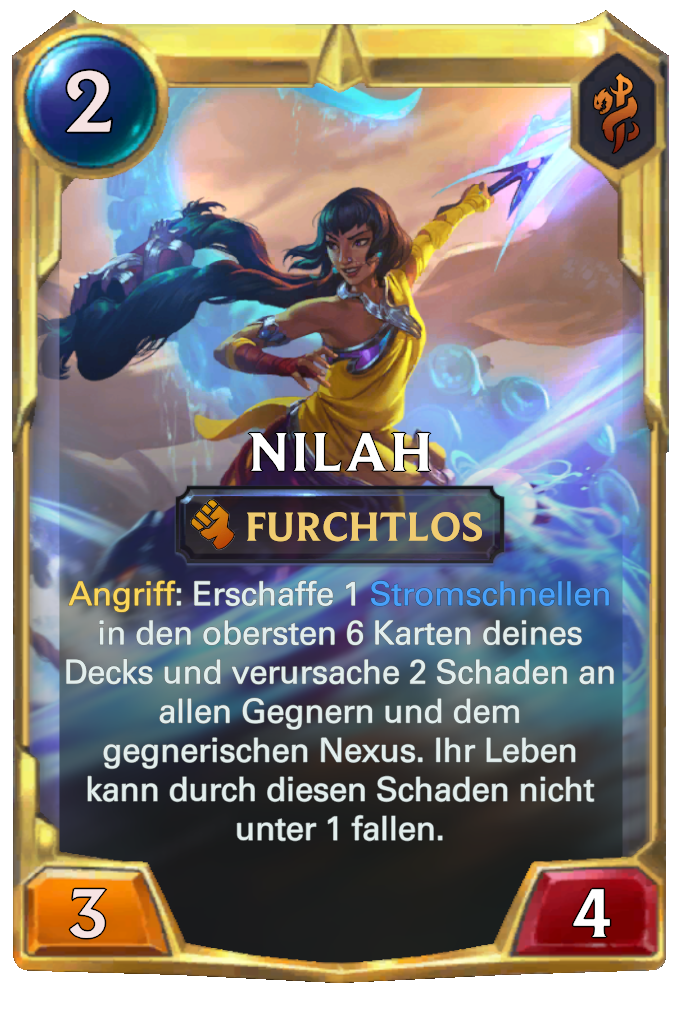 2
NILAH
FURCHTLOS
Angriff: Erschaffe 1 Stromschnellen
in den obersten 6 Karten deines
Decks und verursache 2 Schaden an
allen Gegnern und dem
gegnerischen Nexus. Ihr Leben
kann durch diesen Schaden nicht
unter 1 fallen.
3
4